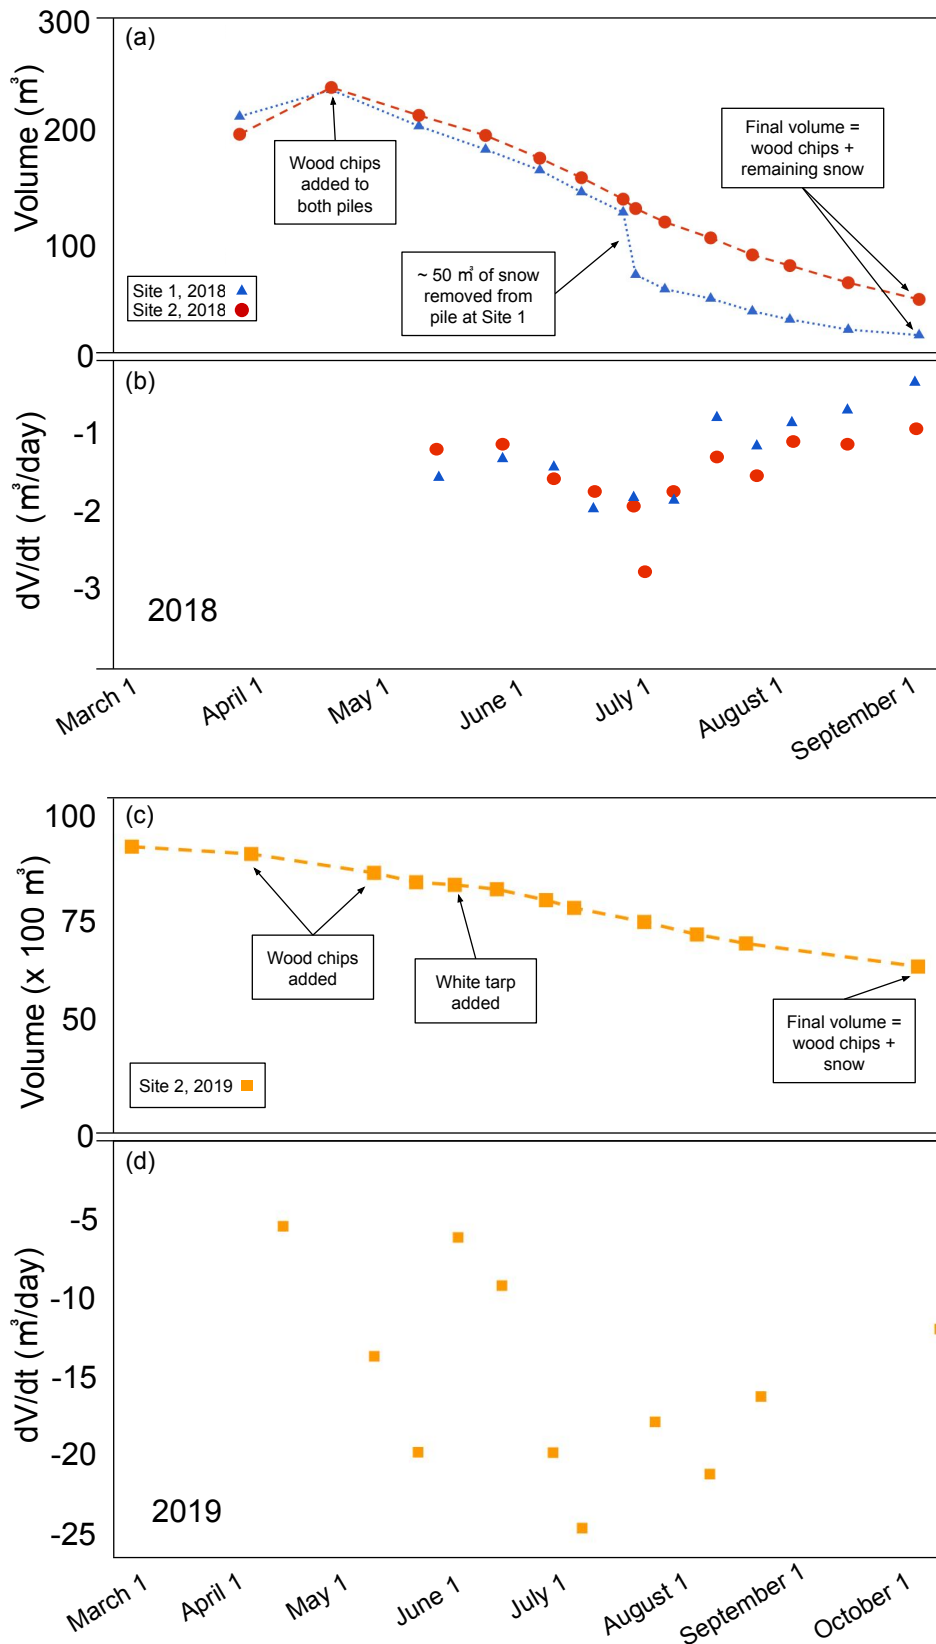 300
(a)
200
100
0
Volume (m³)
Wood chips
added to
both piles
Final volume =
wood chips +
remaining snow
~ 50 m³ of snow
removed from
pile at Site 1
Site 1, 2018
Site 2, 2018
(b)
-1
-2
-3
dV/dt (m³/day)
2018
March 1
April 1
May 1
June 1
July 1
August 1
September 1
100
(c)
75
50
0
Volume (x 100 m³)
Wood chips
added
White tarp
added
Final volume =
wood chips +
snow
Site 2, 2019
(d)
-5
-10
-15
-20
-25
dV/dt (m³/day)
2019
March 1
April 1
May 1
June 1
July 1
August 1
September 1
October 1